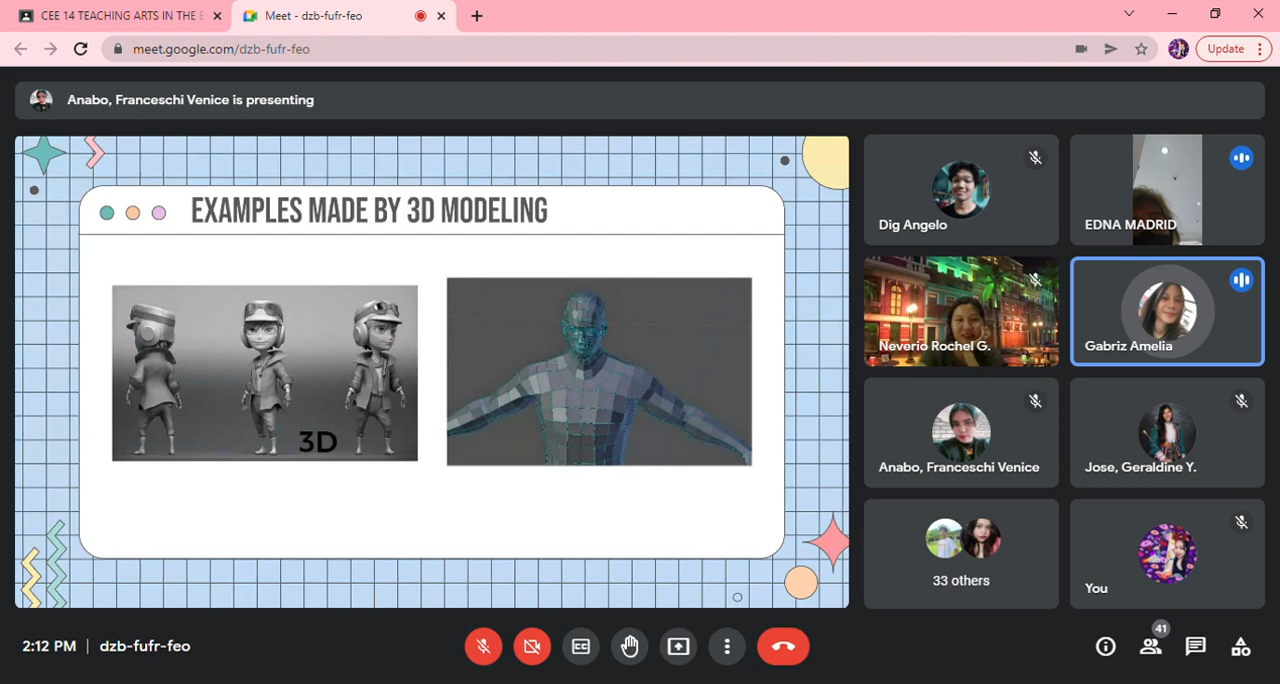 CEE 14 TEACHING ARTS IN THE E
Meet - dzb-fufr-feo
meet.google.com/dzb-fufr-feo
Update
Anabo, Franceschi Venice is presenting
EXAMPLES MADE BY 3D MODELING
3D
Dig Angelo
EDNA MADRID
Neverio Rochel G.
Gabriz Amelia
Anabo, Franceschi Venice
Jose, Geraldine Y.
33 others
You
2:12 PM | dzb-fufr-feo
CC
41